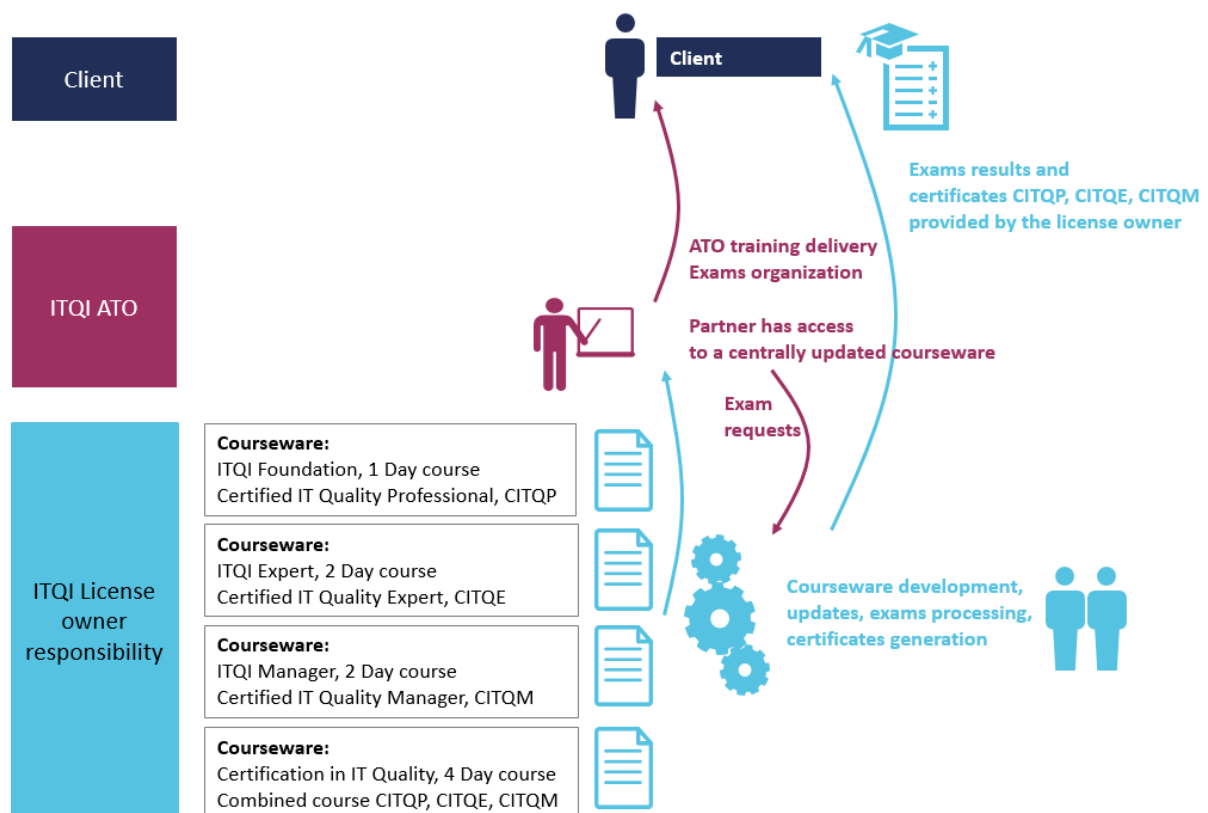 Client
Client
Exams results and
certificates CITQP, CITQE, CITQM
provided by the license owner
ITQI ATO
ATO training delivery
Exams organization
Partner has access
to a centrally updated courseware
Exam
requests
ITQI License
owner
responsibility
Courseware:
ITQI Foundation, 1 Day course
Certified IT Quality Professional, CITQP
Courseware:
ITQI Expert, 2 Day course
Certified IT Quality Expert, CITQE
Courseware:
ITQI Manager, 2 Day course
Certified IT Quality Manager, CITQM
Courseware:
Certification in IT Quality, 4 Day course
Combined course CITQP, CITQE, CITQM
Courseware development,
updates, exams processing,
certificates generation